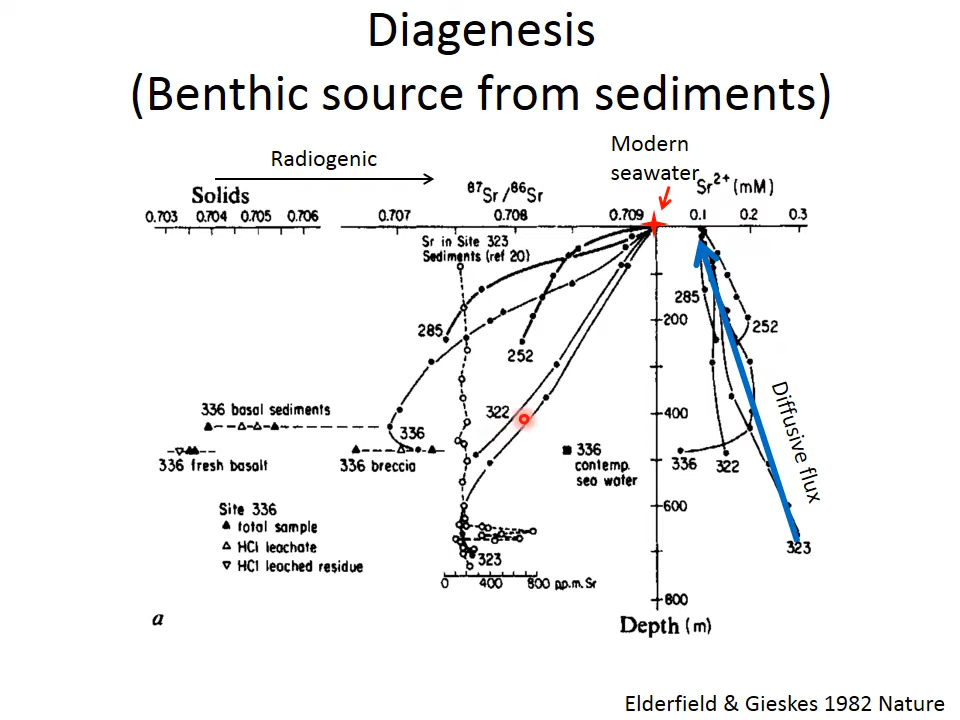 Diagenesis
(Benthic source from sediments)
Radiogenic
Modern
seawater
Solids
87Sr/86Sr
Sr2+(mM)
0.703 0.704 0.705 0.706 0.707 0.708 0.709 0.1 0.2 0.3
Sr in Site 323
Sediments (ref 20)
285
252
285
252
200
336 basal sediments
322
400
336
336 fresh basalt
336 breccia
336
contemp.
sea water
336
322
Diffusive flux
Site 336
▲ total sample
△ HCl leachate
▽ HCl leached residue
600
323
323
0 400 800 p.p.m. Sr
800
a
Depth (m)
Elderfield & Gieskes 1982 Nature